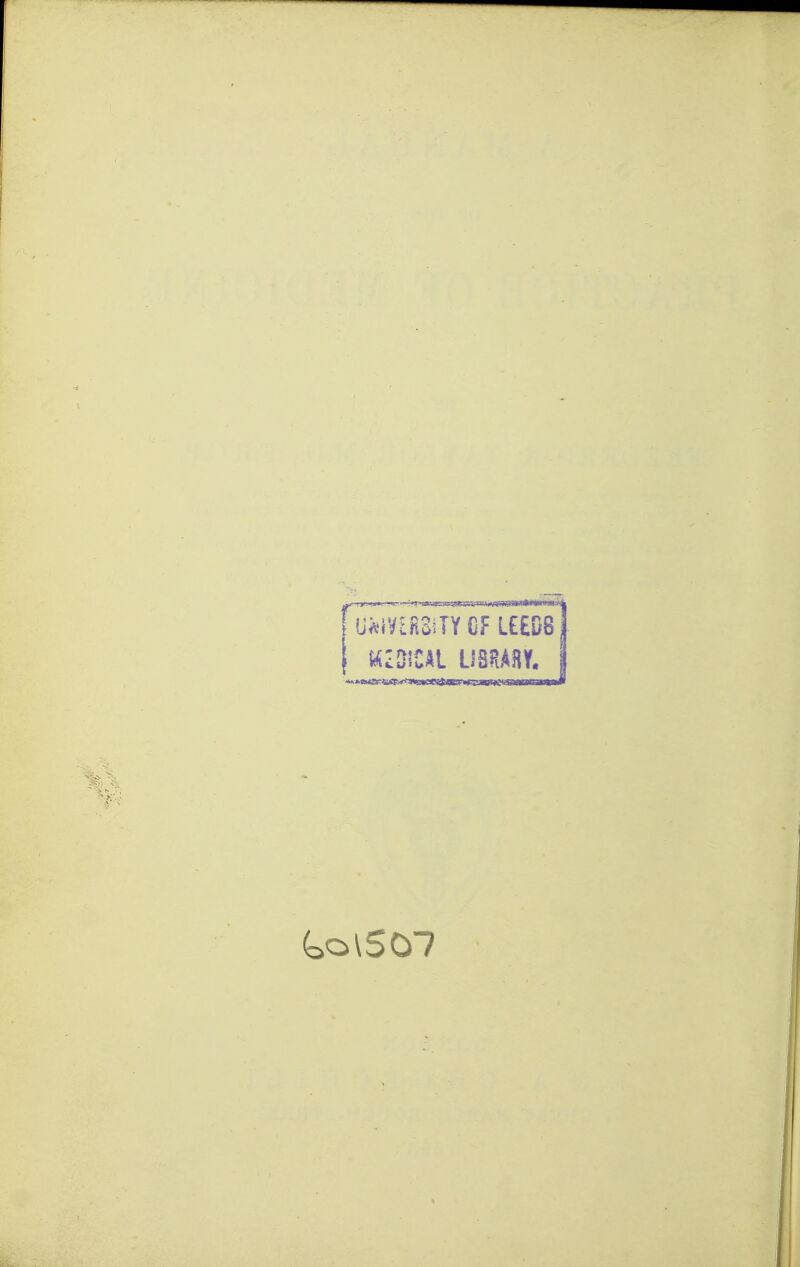 UNIVERSITY OF LEEDS
MEDICAL LIBRARY.
601507